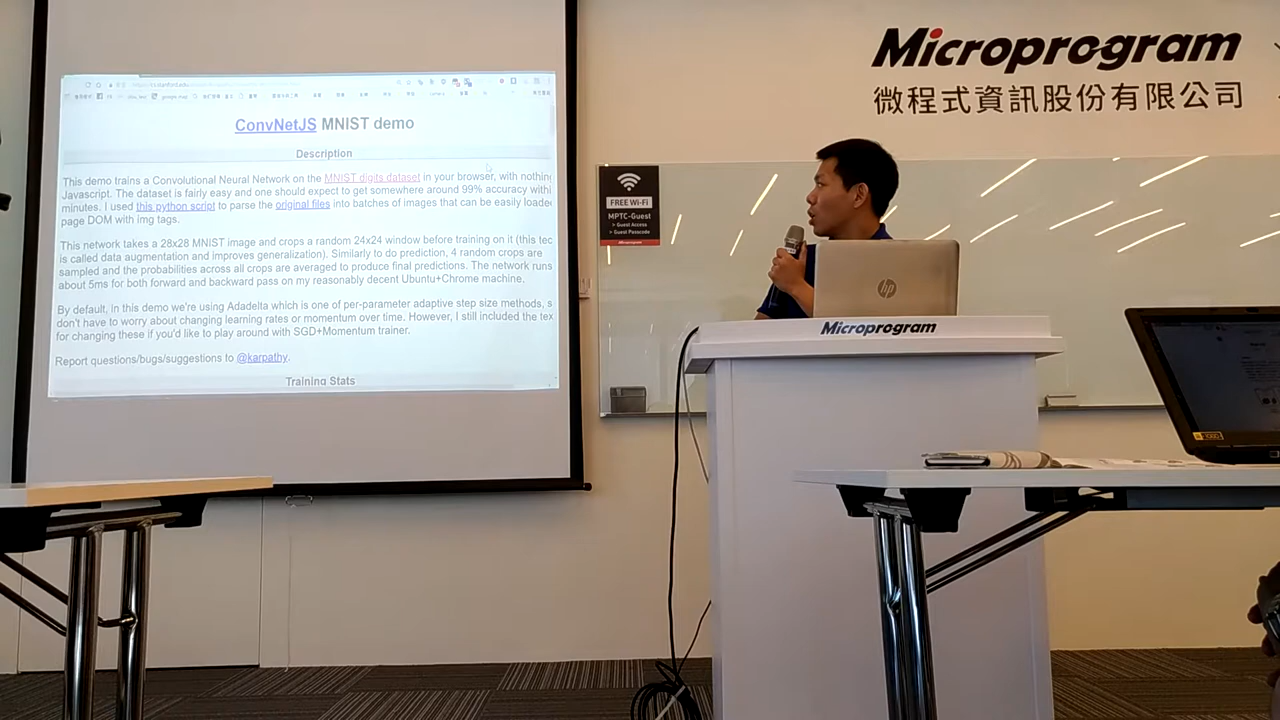 Microprogram
微程式資訊股份有限公司
ConvNetJS MNIST demo
Description
This demo trains a Convolutional Neural Network on the MNIST digits dataset in your browser, with nothin
Javascript. The dataset is fairly easy and one should expect to get somewhere around 99% accuracy withi
minutes. I used this python script to parse the original files into batches of images that can be easily loade
page DOM with img tags.
This network takes a 28x28 MNIST image and crops a random 24x24 window before training on it (this tec
is called data augmentation and improves generalization). Similarly to do prediction, 4 random crops are
sampled and the probabilities across all crops are averaged to produce final predictions. The network runs
about 5ms for both forward and backward pass on my reasonably decent Ubuntu+Chrome machine.
By default, in this demo we're using Adadelta which is one of per-parameter adaptive step size methods, s
don't have to worry about changing learning rates or momentum over time. However, I still included the tex
for changing these if you'd like to play around with SGD+Momentum trainer.
Report questions/bugs/suggestions to @karpathy.
Training Stats
FREE Wi-Fi
MPTC-Guest
> Guest Access
> Guest Passcode
hp
Microprogram